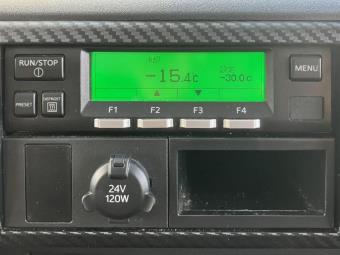 RUN/STOP
-15.4c
-30.0c
MENU
PRESET
DEFROST
F1 F2 F3 F4
24V
120W